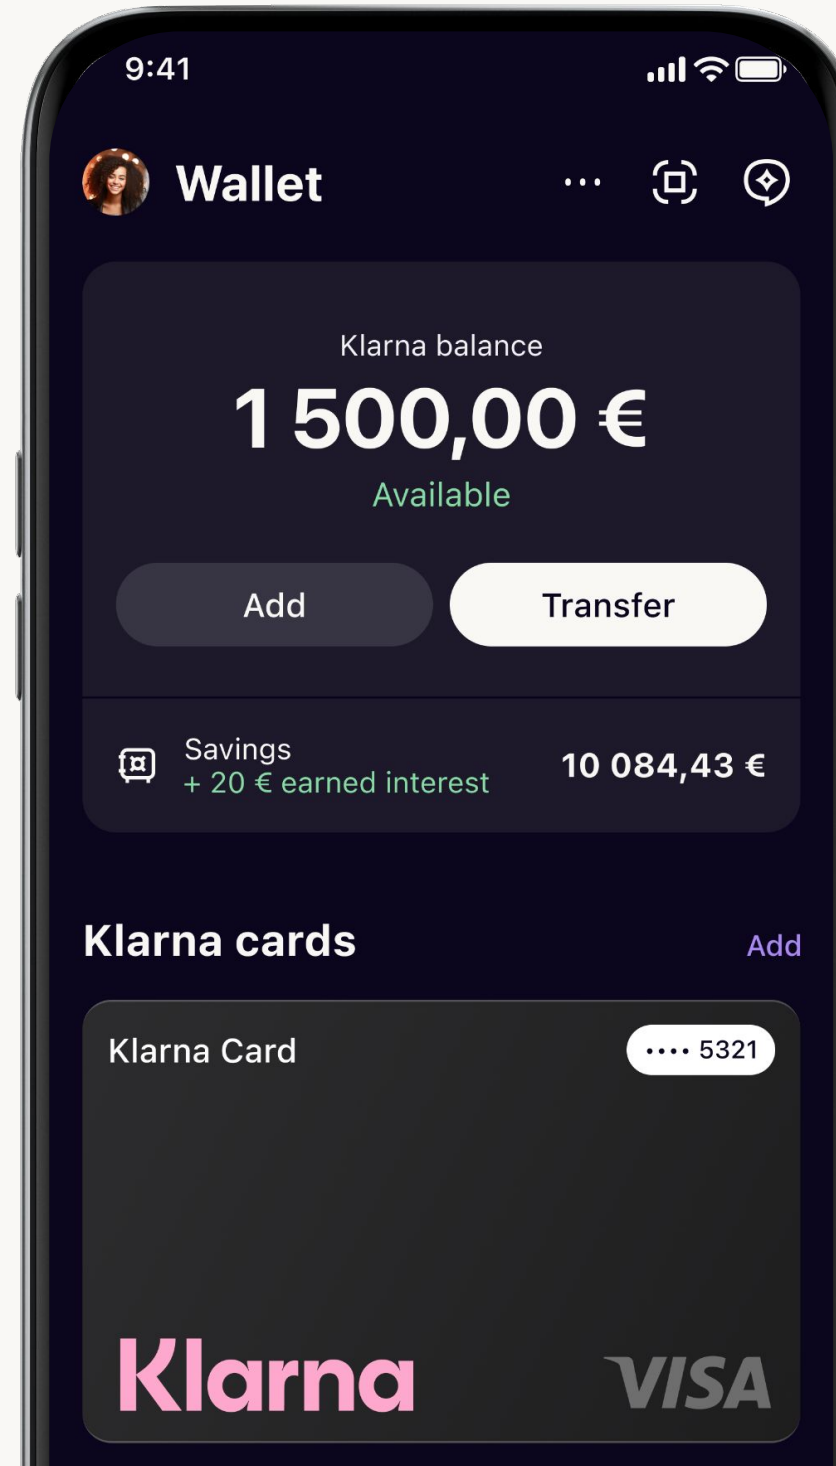 9:41
Wallet
Klarna balance
1 500,00 €
Available
Add
Transfer
Savings
+ 20 € earned interest
10 084,43 €
Klarna cards
Add
Klarna Card
•••• 5321
Klarna
VISA